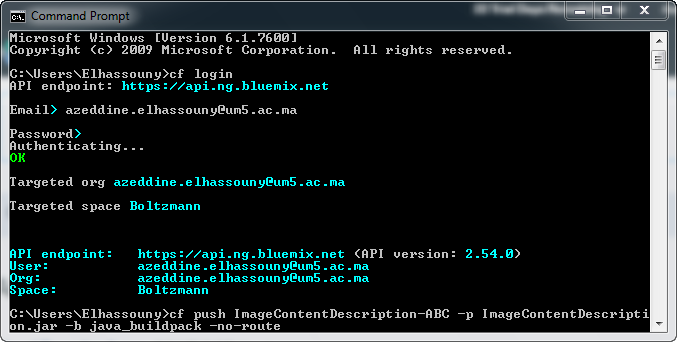 Command Prompt
Microsoft Windows [Version 6.1.7600]
Copyright (c) 2009 Microsoft Corporation.  All rights reserved.
C:\Users\Elhassouny>cf login
API endpoint: https://api.ng.bluemix.net
Email> azeddine.elhassouny@um5.ac.ma
Password>
Authenticating...
OK
Targeted org azeddine.elhassouny@um5.ac.ma
Targeted space Boltzmann
API endpoint:   https://api.ng.bluemix.net (API version: 2.54.0)
User:           azeddine.elhassouny@um5.ac.ma
Org:            azeddine.elhassouny@um5.ac.ma
Space:          Boltzmann
C:\Users\Elhassouny>cf push ImageContentDescription-ABC -p ImageContentDescripti
on.jar -b java_buildpack -no-route